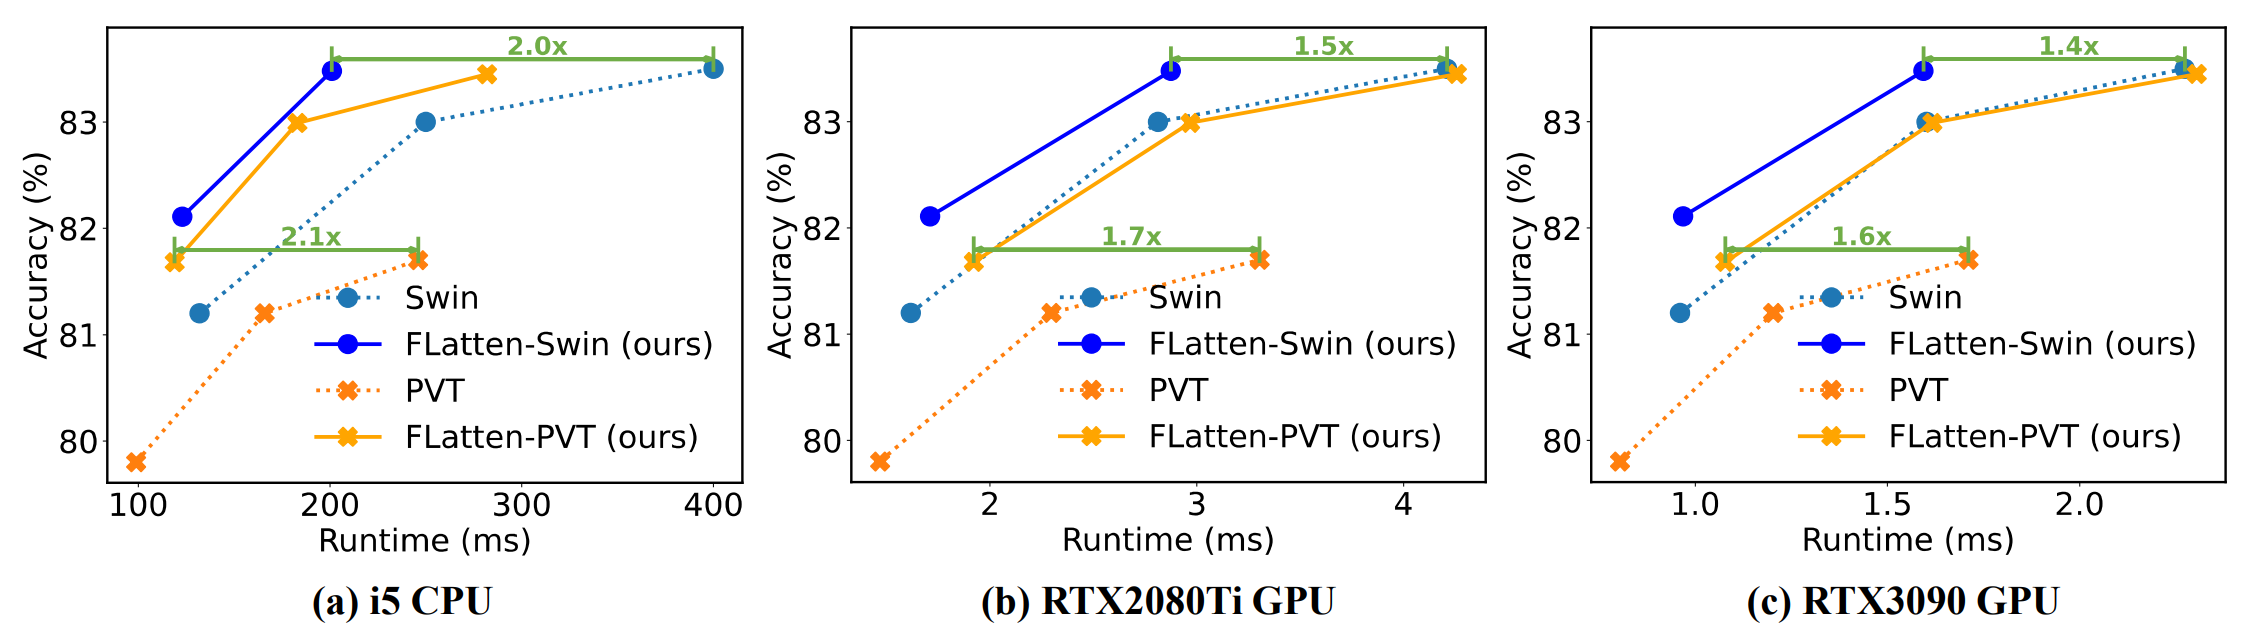 2.0x
83
82
2.1x
81
80
Accuracy (%)
Swin
FLatten-Swin (ours)
PVT
FLatten-PVT (ours)
100 200 300 400
Runtime (ms)
(a) i5 CPU
1.5x
83
82
1.7x
81
80
Accuracy (%)
Swin
FLatten-Swin (ours)
PVT
FLatten-PVT (ours)
2 3 4
Runtime (ms)
(b) RTX2080Ti GPU
1.4x
83
82
1.6x
81
80
Accuracy (%)
Swin
FLatten-Swin (ours)
PVT
FLatten-PVT (ours)
1.0 1.5 2.0
Runtime (ms)
(c) RTX3090 GPU